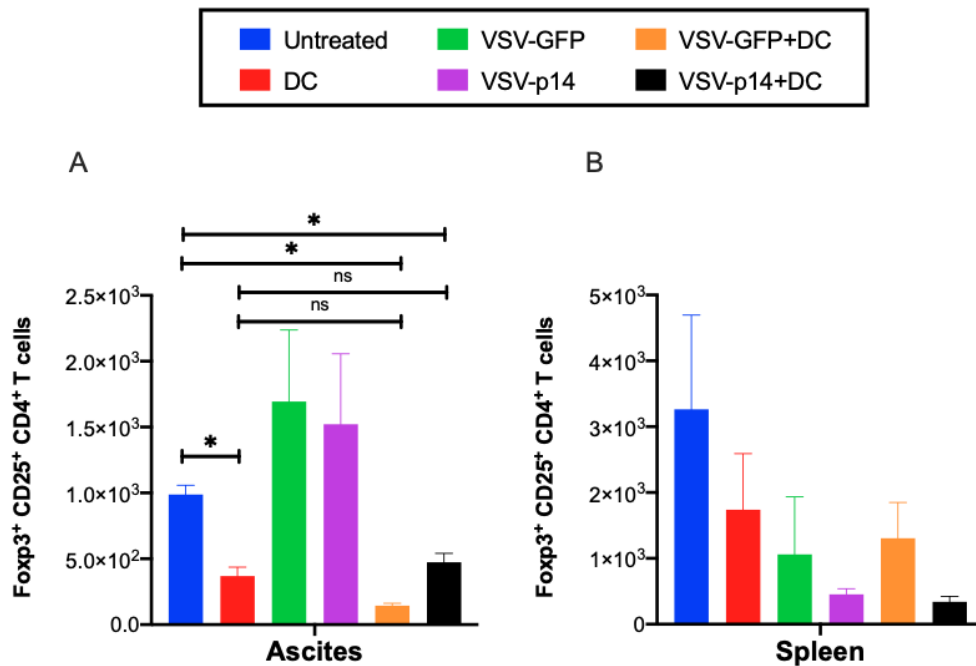 Untreated VSV-GFP VSV-GFP+DC
DC VSV-p14 VSV-p14+DC
A
B
*
*
ns
ns
*
Foxp3⁺ CD25⁺ CD4⁺ T cells
2.5×10³
2.0×10³
1.5×10³
1.0×10³
5.0×10²
0.0
Ascites
Foxp3⁺ CD25⁺ CD4⁺ T cells
5×10³
4×10³
3×10³
2×10³
1×10³
0
Spleen